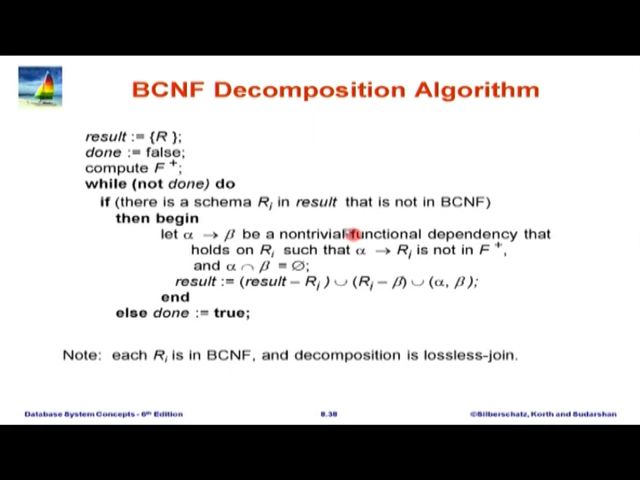 BCNF Decomposition Algorithm
result := {R };
done := false;
compute F +;
while (not done) do
if (there is a schema Ri in result that is not in BCNF)
then begin
let α → β be a nontrivial functional dependency that
holds on Ri such that α → Ri is not in F +,
and α ∩ β = ∅;
result := (result – Ri ) ∪ (Ri – β) ∪ (α, β );
end
else done := true;
Note: each Ri is in BCNF, and decomposition is lossless-join.
Database System Concepts - 6th Edition
8.38
©Silberschatz, Korth and Sudarshan